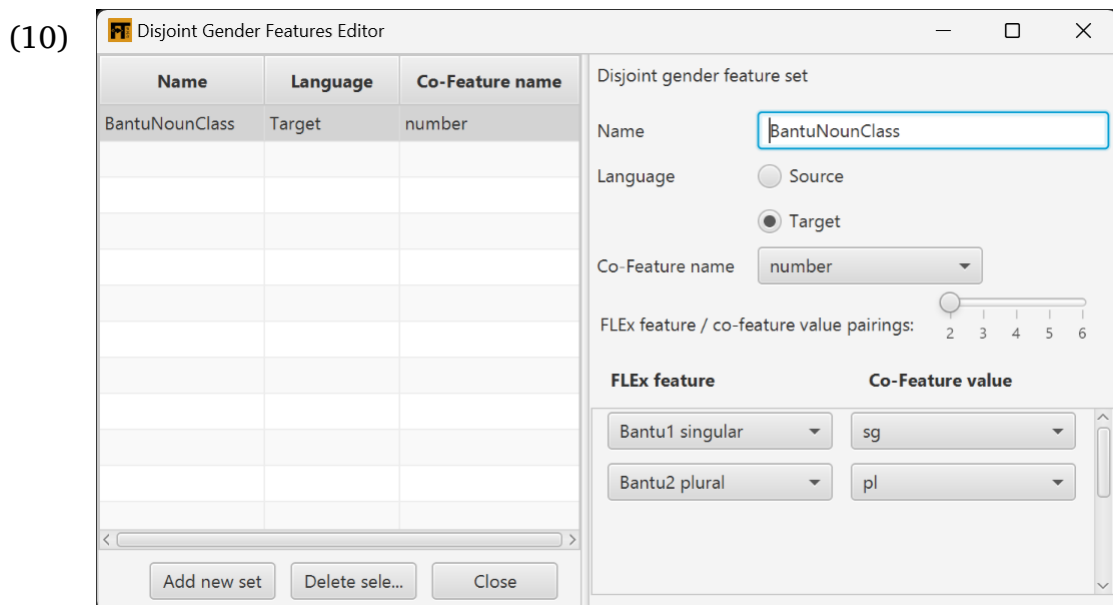 (10)
FT Disjoint Gender Features Editor
Name Language Co-Feature name
BantuNounClass Target number
Add new set Delete sele... Close
Disjoint gender feature set
Name BantuNounClass
Language Source
Target
Co-Feature name number
FLEx feature / co-feature value pairings: 2 3 4 5 6
FLEx feature Co-Feature value
Bantu1 singular sg
Bantu2 plural pl